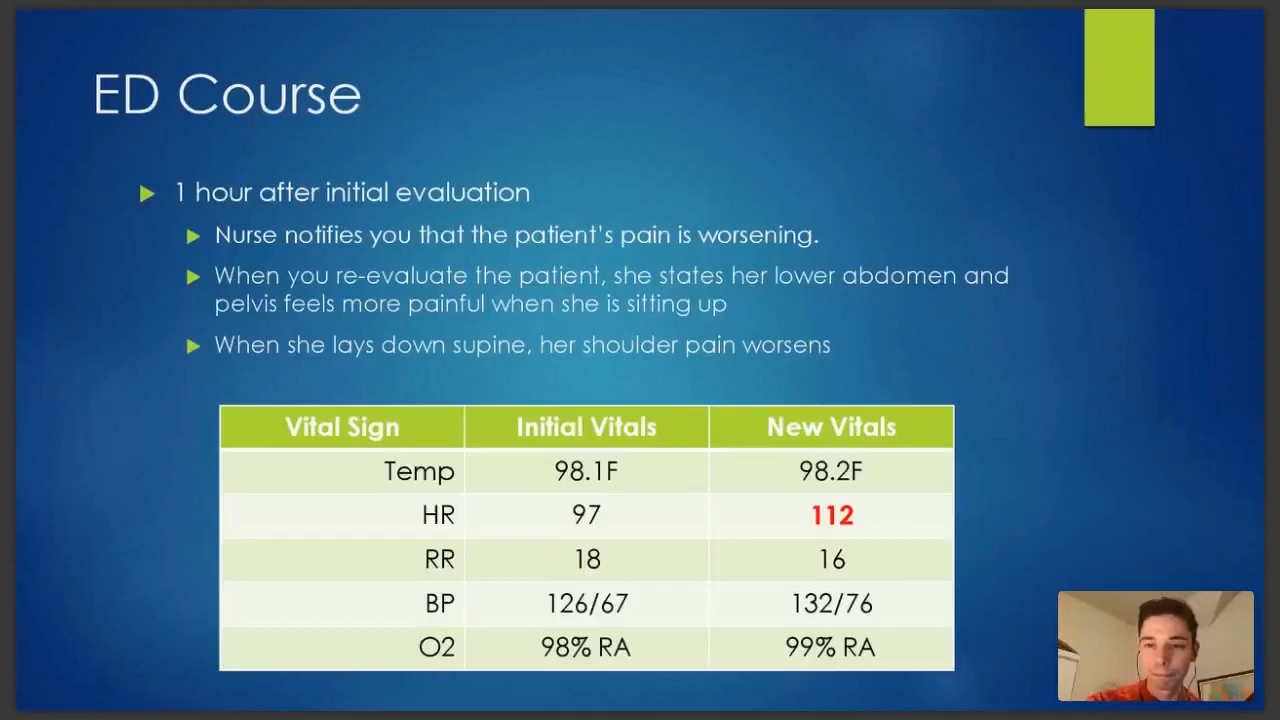 ED Course
1 hour after initial evaluation
Nurse notifies you that the patient's pain is worsening.
When you re-evaluate the patient, she states her lower abdomen and
pelvis feels more painful when she is sitting up
When she lays down supine, her shoulder pain worsens
Vital Sign Initial Vitals New Vitals
Temp 98.1F 98.2F
HR 97 112
RR 18 16
BP 126/67 132/76
O2 98% RA 99% RA